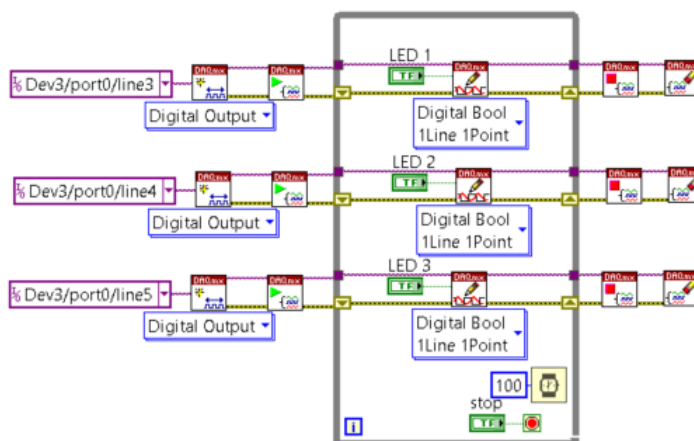 LED 1
DAQmx DAQmx DAQmx DAQmx DAQmx
Dev3/port0/line3
TF
Digital Output
Digital Bool
1Line 1Point
LED 2
DAQmx DAQmx DAQmx DAQmx DAQmx
Dev3/port0/line4
TF
Digital Output
Digital Bool
1Line 1Point
LED 3
DAQmx DAQmx DAQmx DAQmx DAQmx
Dev3/port0/line5
TF
Digital Output
Digital Bool
1Line 1Point
100
stop
i
TF